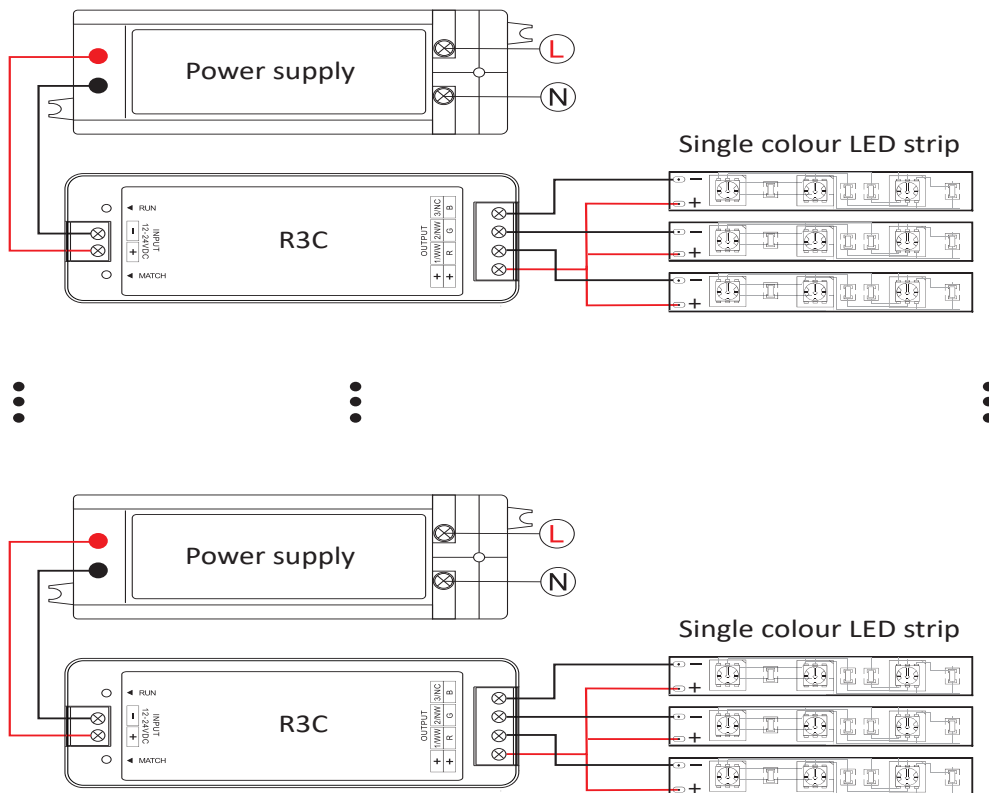 Power supply
L
N
Single colour LED strip
RUN
INPUT
12-24VDC
- +
MATCH
R3C
OUTPUT
+ 1/WW 2/NW 3/NC
+ R G B
- 
+
-
+
-
+
Power supply
L
N
Single colour LED strip
RUN
INPUT
12-24VDC
- +
MATCH
R3C
OUTPUT
+ 1/WW 2/NW 3/NC
+ R G B
-
+
-
+
-
+